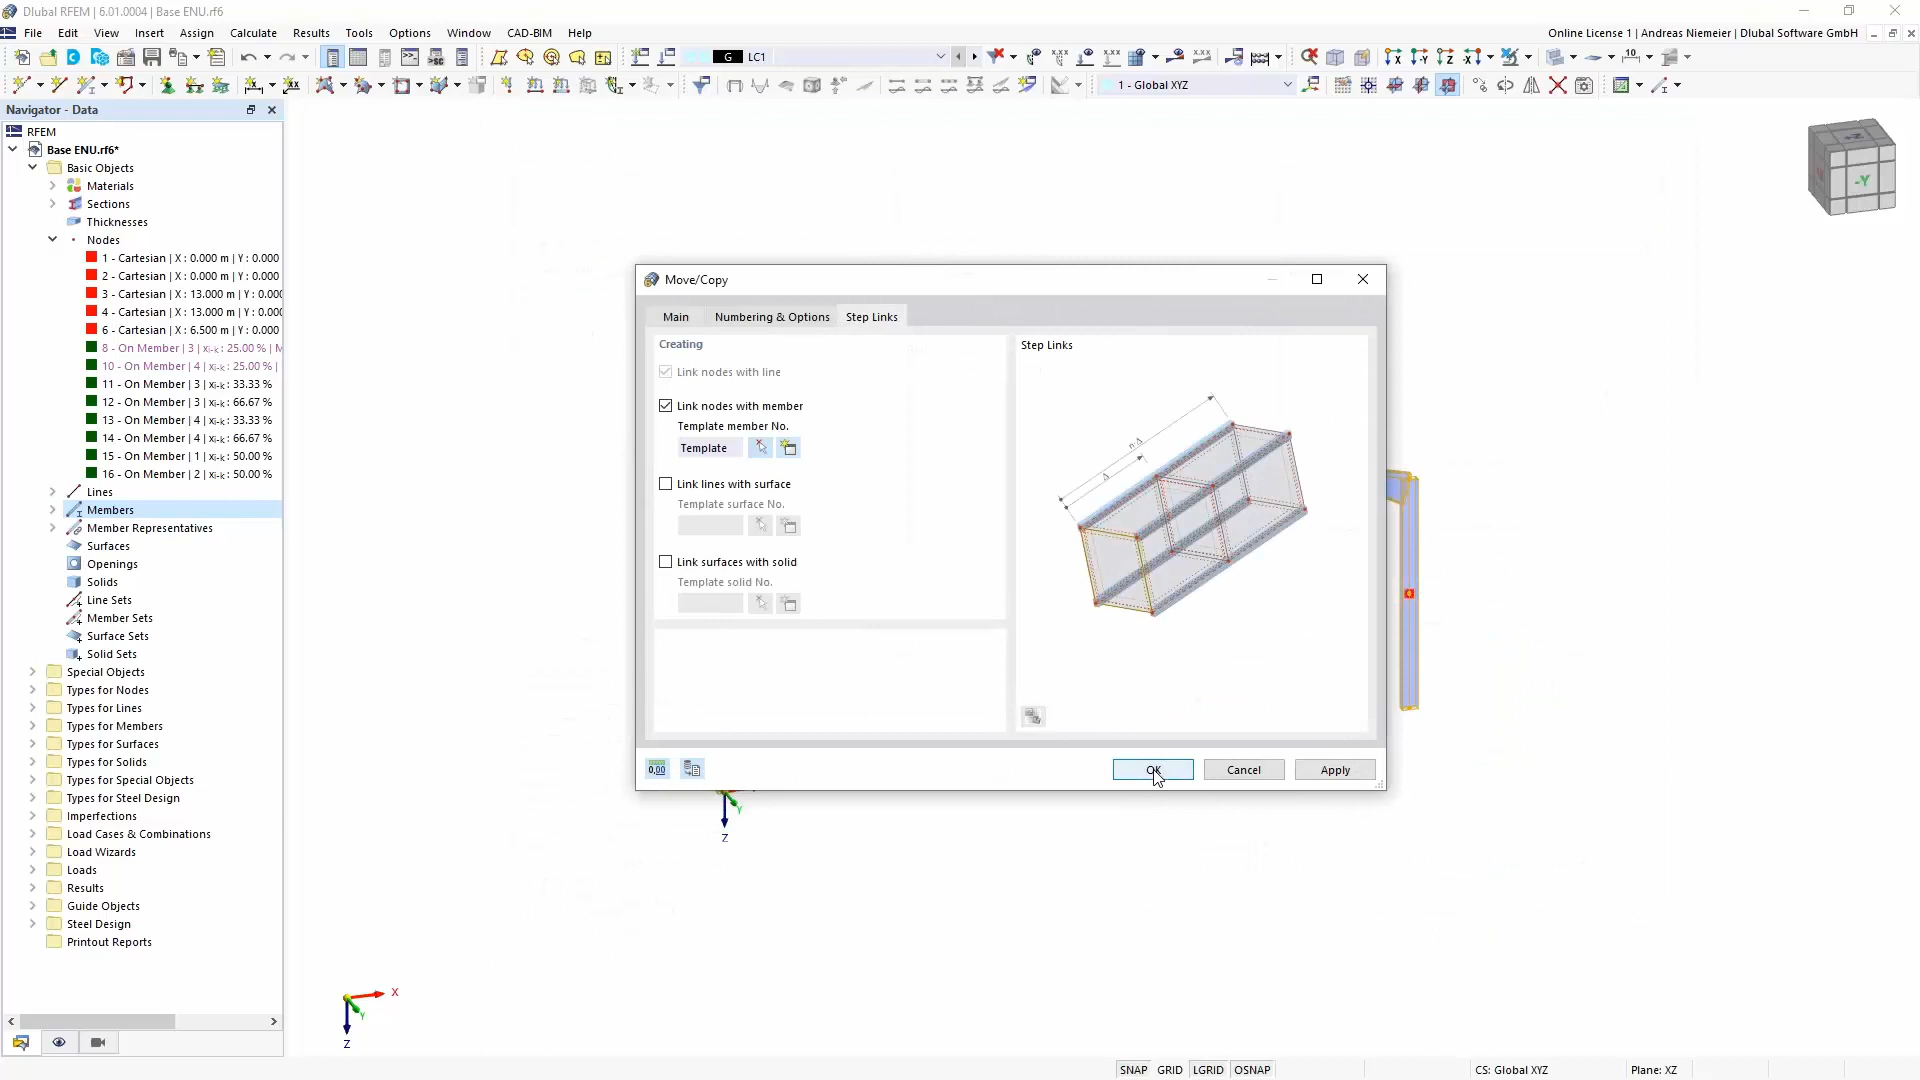 Dlubal RFEM | 6.01.0004 | Base ENU.rf6
File Edit View Insert Assign Calculate Results Tools Options Window CAD-BIM Help
Online License 1 | Andreas Niemeier | Dlubal Software GmbH
G LC1
1 - Global XYZ
Navigator - Data
RFEM
Base ENU.rf6*
Basic Objects
Materials
Sections
Thicknesses
Nodes
1 - Cartesian | X : 0.000 m | Y : 0.000
2 - Cartesian | X : 0.000 m | Y : 0.000
3 - Cartesian | X : 13.000 m | Y : 0.000
4 - Cartesian | X : 13.000 m | Y : 0.000
6 - Cartesian | X : 6.500 m | Y : 0.000
8 - On Member | 3 | xi-k : 25.00 % | M
10 - On Member | 4 | xi-k : 25.00 % |
11 - On Member | 3 | xi-k : 33.33 %
12 - On Member | 3 | xi-k : 66.67 %
13 - On Member | 4 | xi-k : 33.33 %
14 - On Member | 4 | xi-k : 66.67 %
15 - On Member | 1 | xi-k : 50.00 %
16 - On Member | 2 | xi-k : 50.00 %
Lines
Members
Member Representatives
Surfaces
Openings
Solids
Line Sets
Member Sets
Surface Sets
Solid Sets
Special Objects
Types for Nodes
Types for Lines
Types for Members
Types for Surfaces
Types for Solids
Types for Special Objects
Types for Steel Design
Imperfections
Load Cases & Combinations
Load Wizards
Loads
Results
Guide Objects
Steel Design
Printout Reports
Move/Copy
Main Numbering & Options Step Links
Creating
Link nodes with line
Link nodes with member
Template member No.
Template
Link lines with surface
Template surface No.
Link surfaces with solid
Template solid No.
Step Links
n·Δ
Δ
0,00
OK Cancel Apply
-Y
Y
Z
X
Y
Z
SNAP GRID LGRID OSNAP
CS: Global XYZ
Plane: XZ